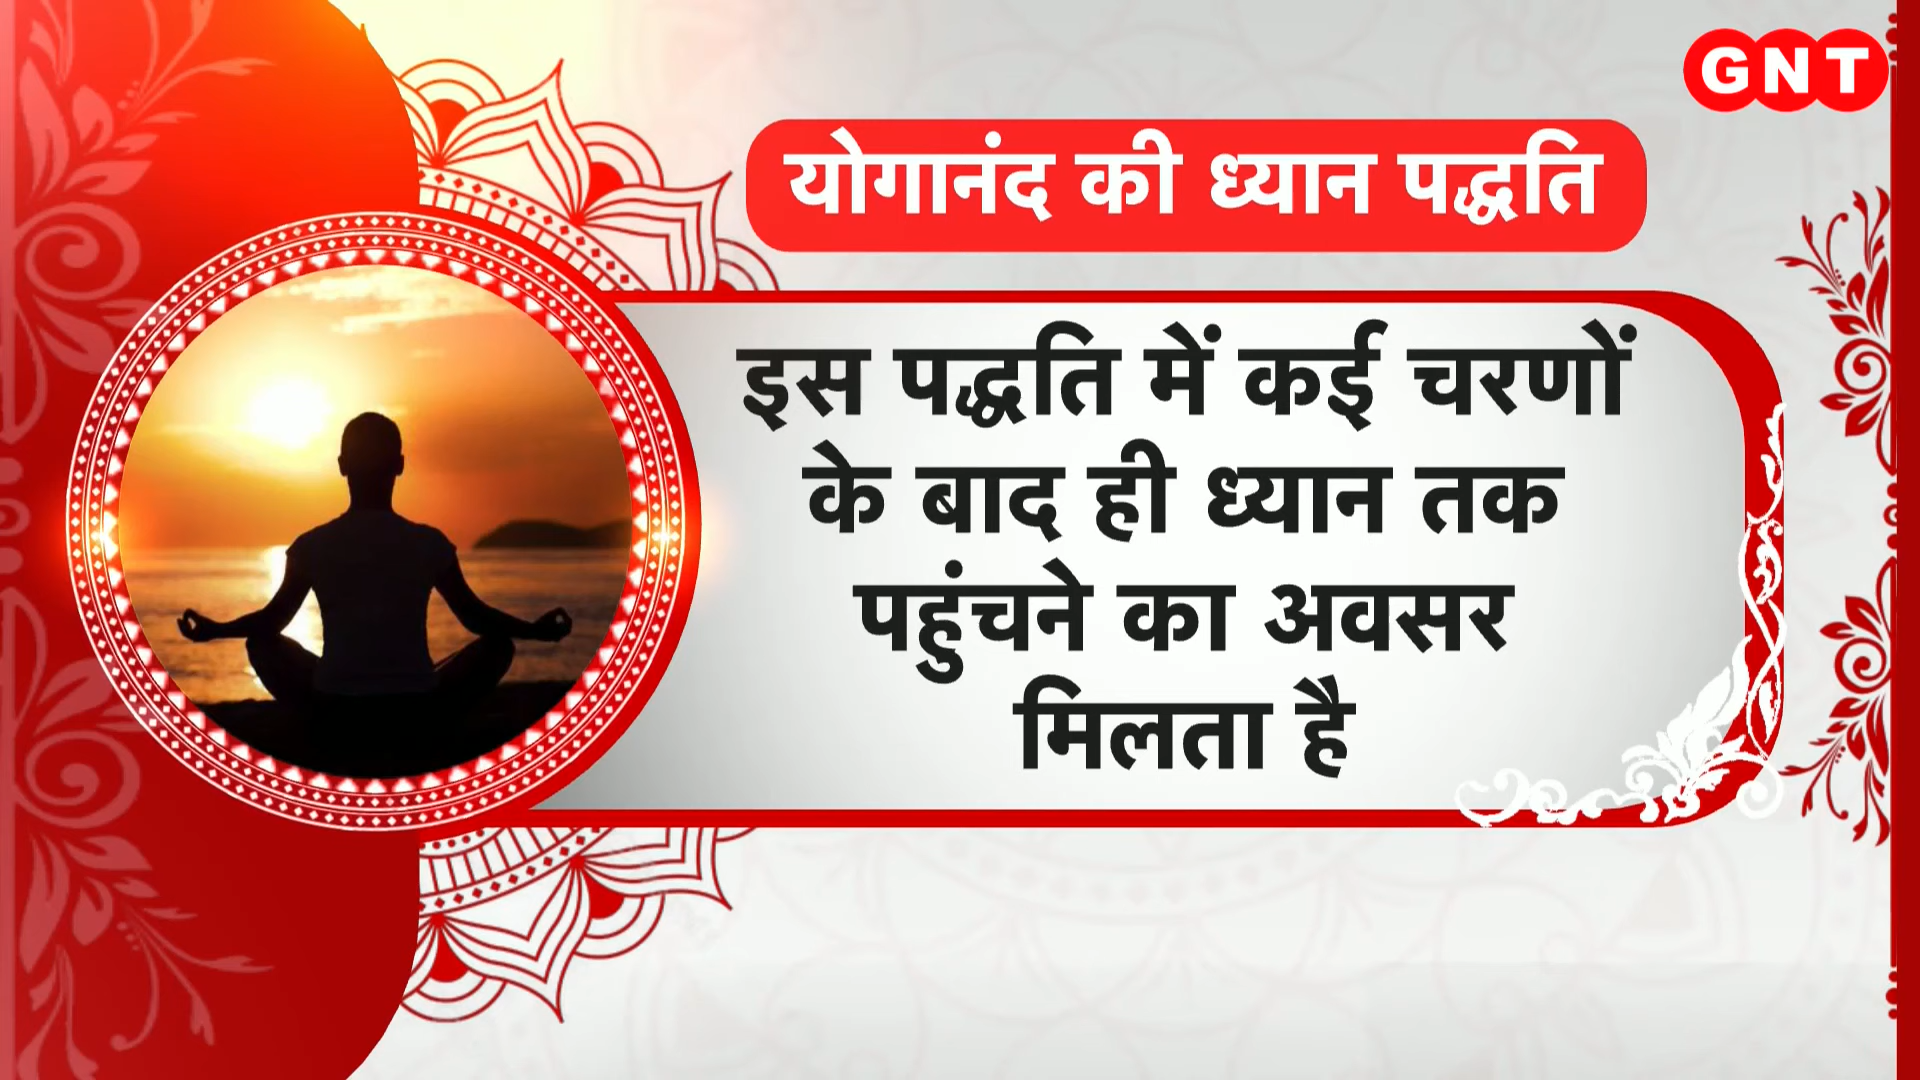 GNT
योगानंद की ध्यान पद्धति
इस पद्धति में कई चरणों
के बाद ही ध्यान तक
पहुंचने का अवसर
मिलता है